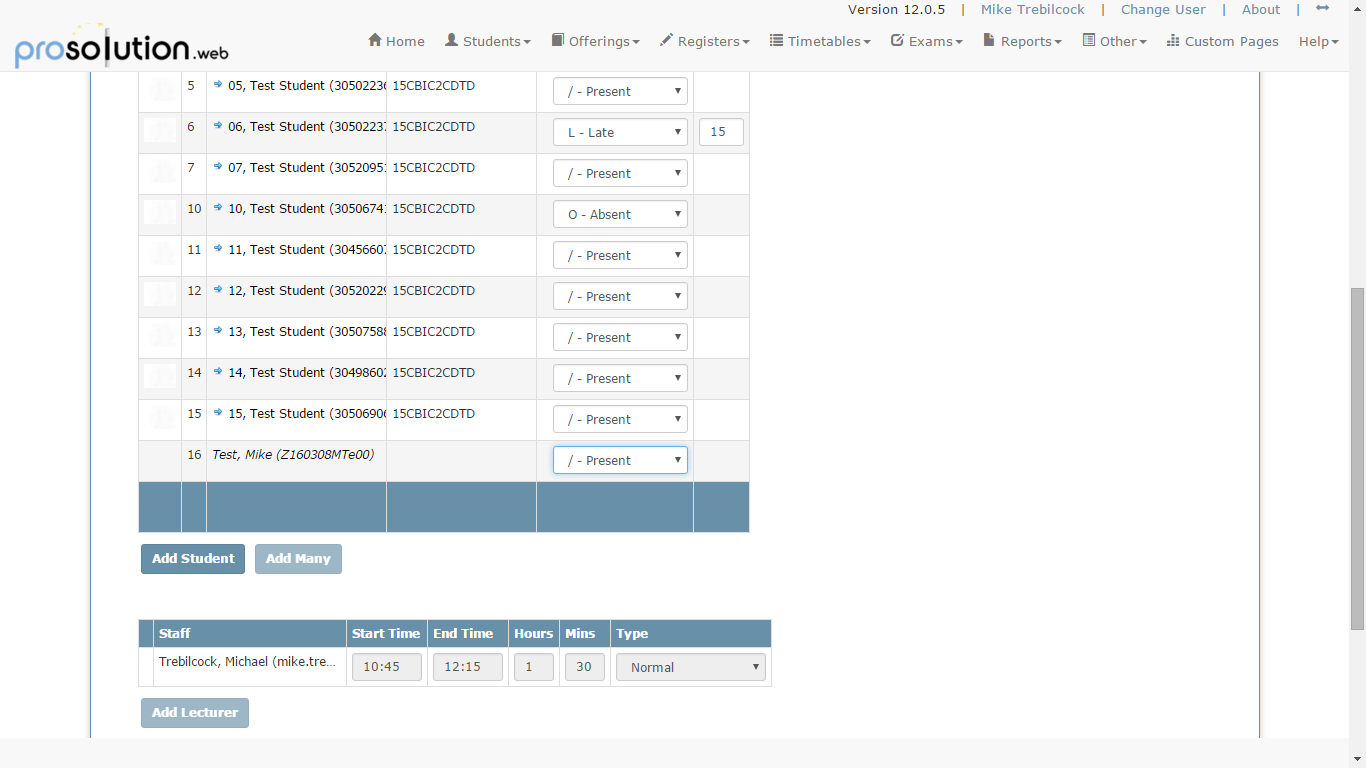 Version 12.0.5 | Mike Trebilcock | Change User | About |
prosolution.web
Home Students Offerings Registers Timetables Exams Reports Other Custom Pages Help
5 05, Test Student (3050223 15CBIC2CDTD / - Present
6 06, Test Student (3050223 15CBIC2CDTD L - Late 15
7 07, Test Student (3052095 15CBIC2CDTD / - Present
10 10, Test Student (3050674 15CBIC2CDTD O - Absent
11 11, Test Student (3045660 15CBIC2CDTD / - Present
12 12, Test Student (3052022 15CBIC2CDTD / - Present
13 13, Test Student (3050758 15CBIC2CDTD / - Present
14 14, Test Student (3049860 15CBIC2CDTD / - Present
15 15, Test Student (3050690 15CBIC2CDTD / - Present
16 Test, Mike (Z160308MTe00) / - Present
Add Student Add Many
Staff Start Time End Time Hours Mins Type
Trebilcock, Michael (mike.tre... 10:45 12:15 1 30 Normal
Add Lecturer